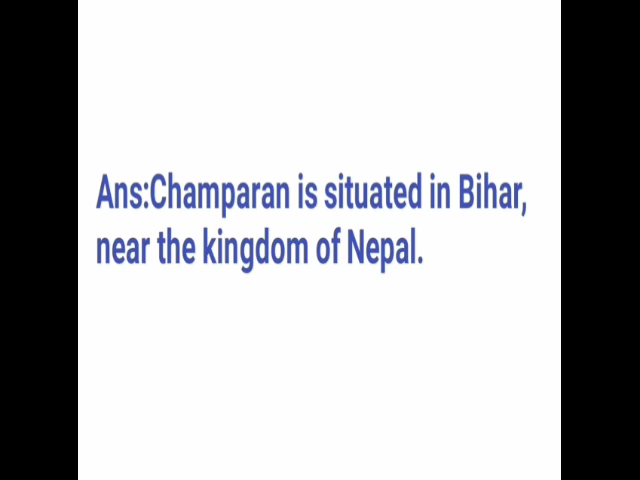 Ans:Champaran is situated in Bihar,
near the kingdom of Nepal.